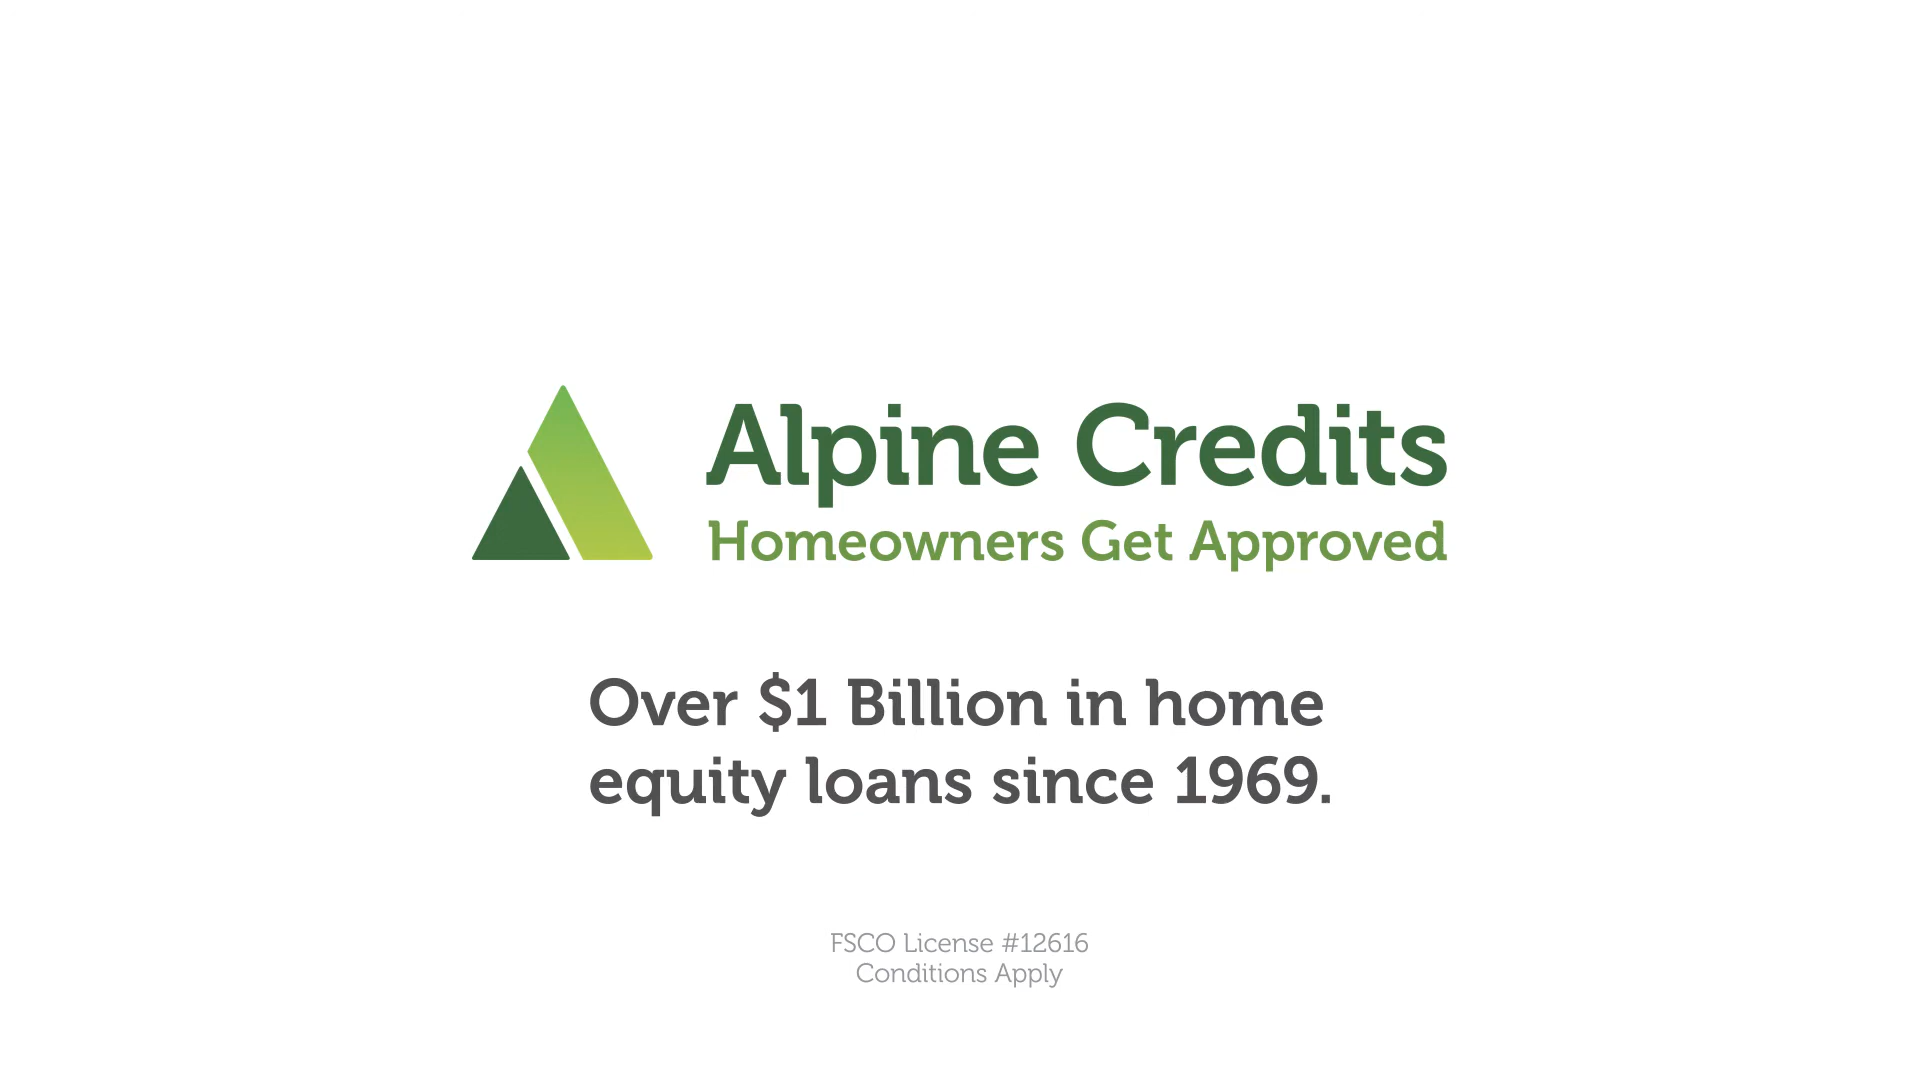 Alpine Credits
Homeowners Get Approved
Over $1 Billion in home
equity loans since 1969.
FSCO License #12616
Conditions Apply